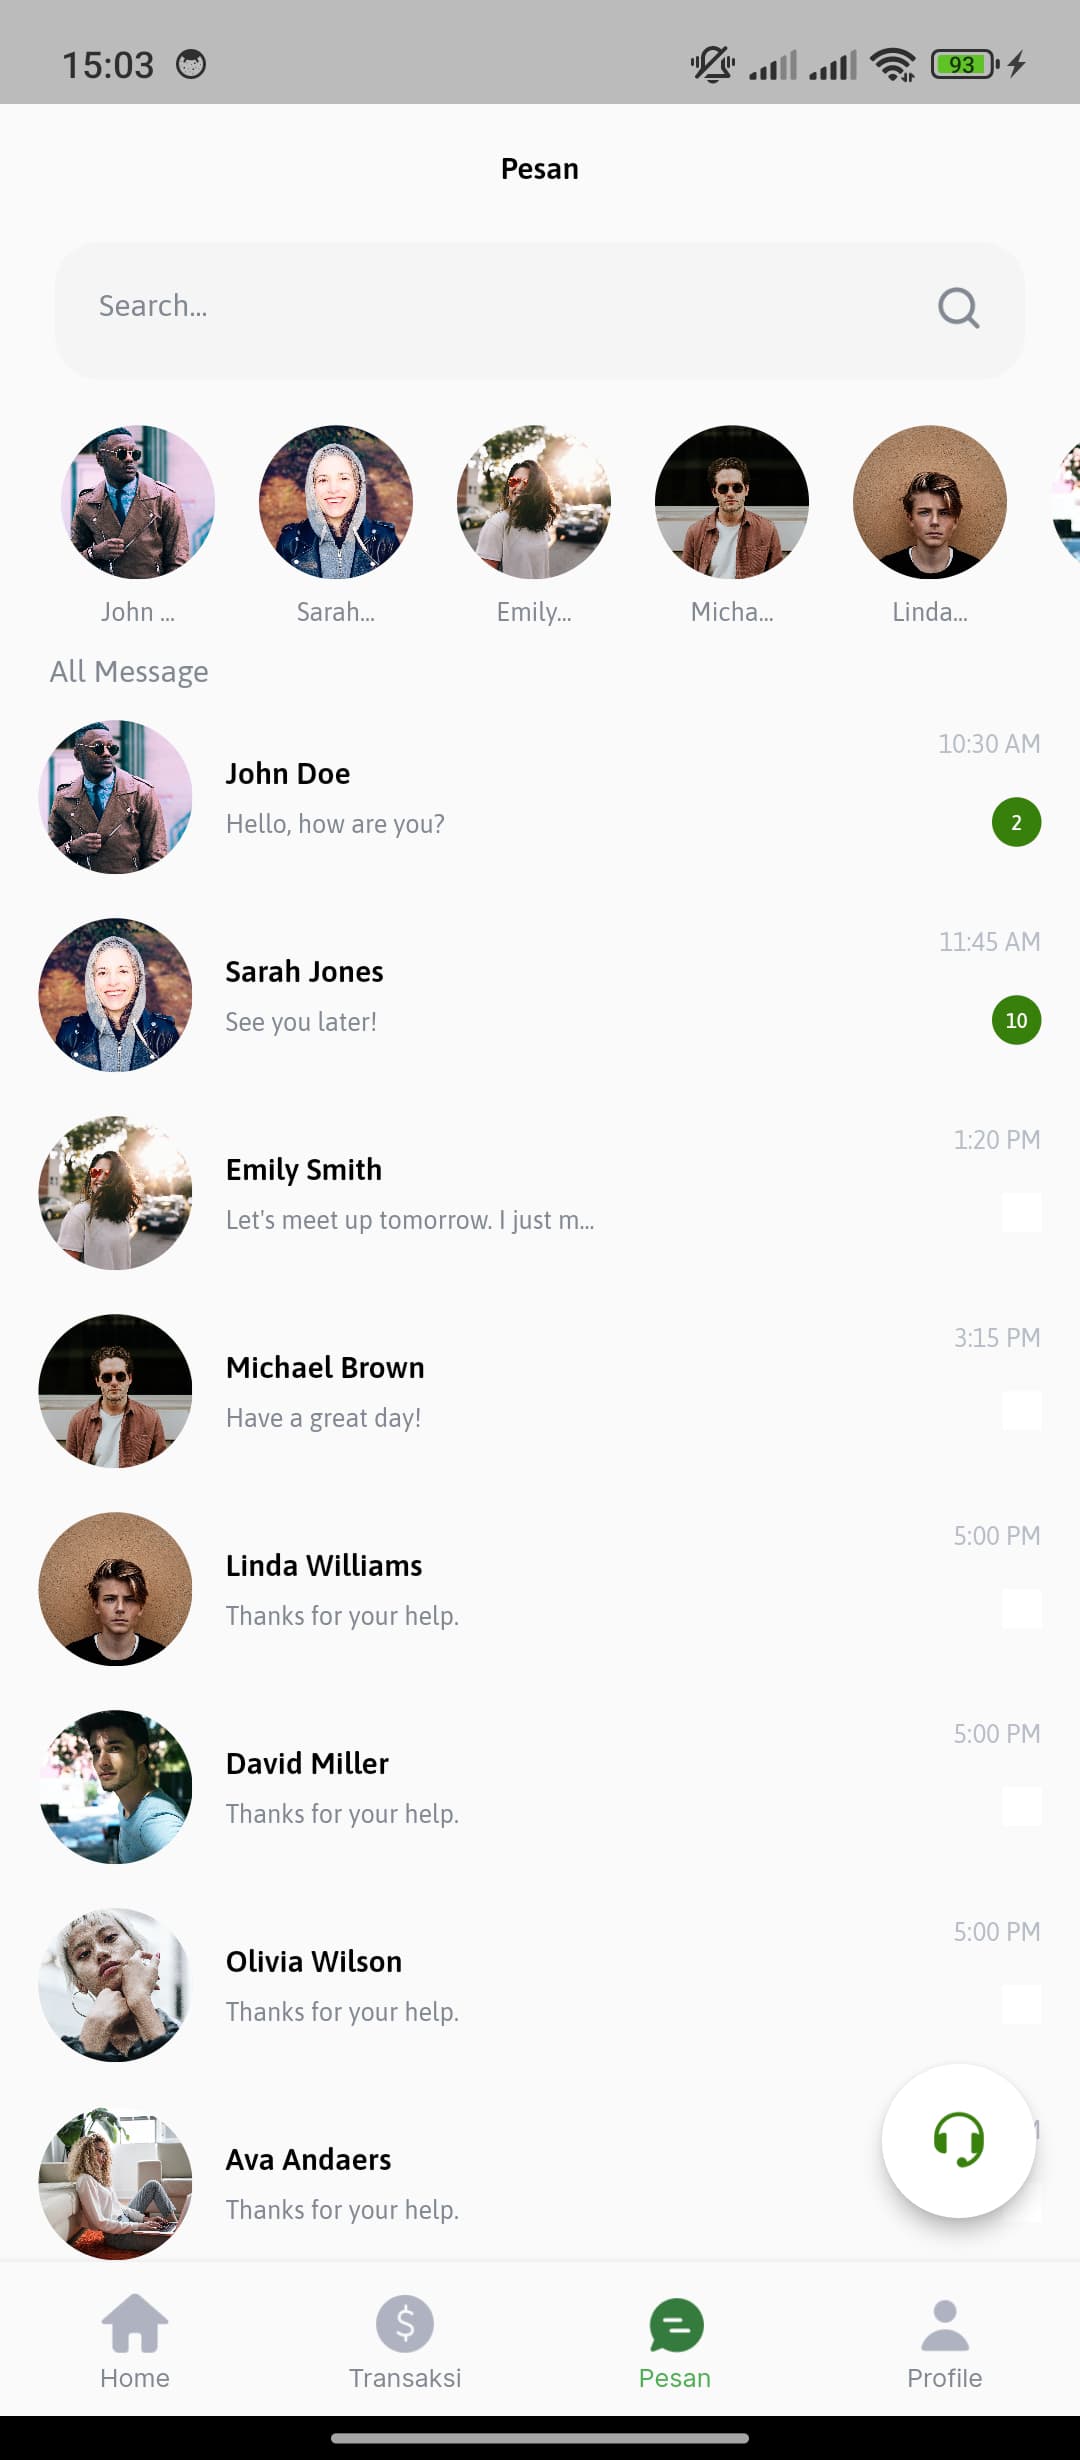 15:03
93
Pesan
Search...
John ...
Sarah...
Emily...
Micha...
Linda...
All Message
10:30 AM
John Doe
Hello, how are you?
2
11:45 AM
Sarah Jones
See you later!
10
1:20 PM
Emily Smith
Let's meet up tomorrow. I just m...
3:15 PM
Michael Brown
Have a great day!
5:00 PM
Linda Williams
Thanks for your help.
5:00 PM
David Miller
Thanks for your help.
5:00 PM
Olivia Wilson
Thanks for your help.
Ava Andaers
Thanks for your help.
Home
Transaksi
Pesan
Profile